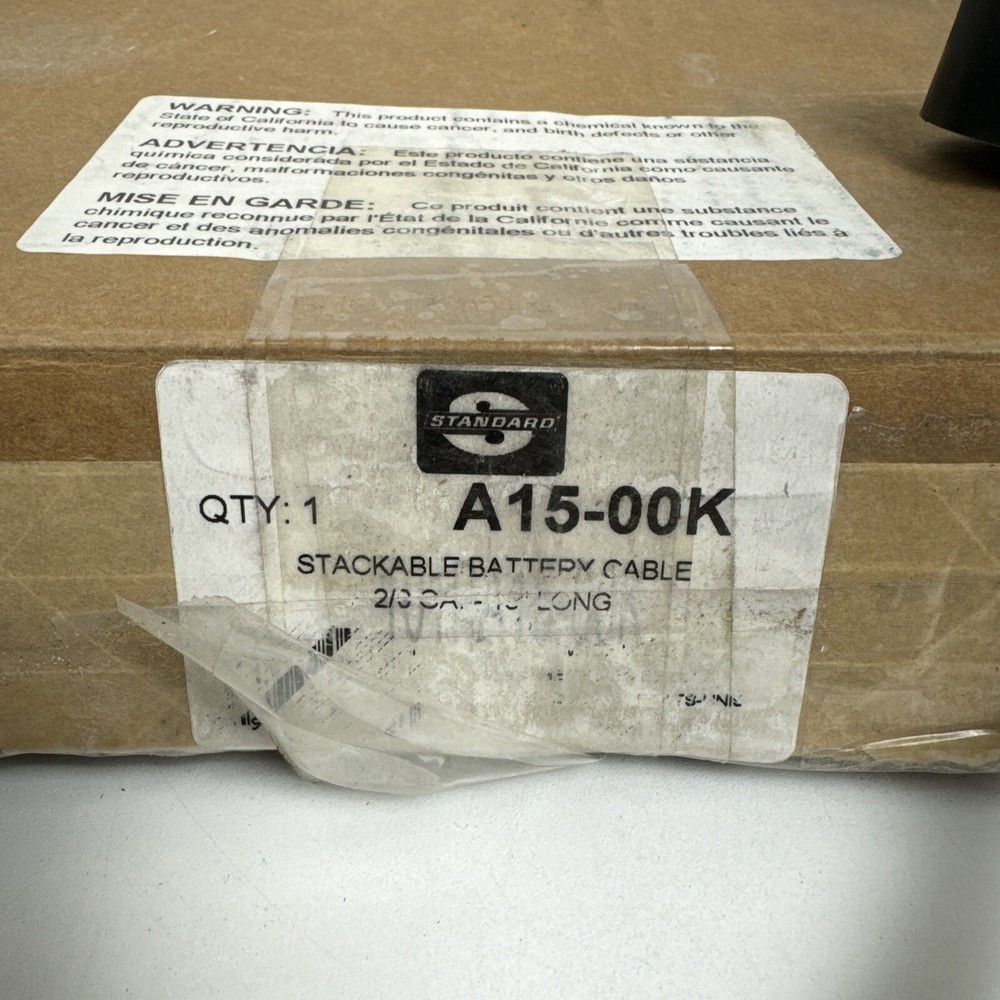 WARNING: This product contains a chemical known to the
State of California to cause cancer, and birth defects or other
reproductive harm.
ADVERTENCIA: Este producto contiene una sustancia
química considerada por el Estado de California como causante
de cáncer, malformaciones congénitas y otros daños
reproductivos.
MISE EN GARDE: Ce produit contient une substance
chimique reconnue par l'État de la Californie comme causant le
cancer et des anomalies congénitales ou d'autres troubles liés à
la reproduction.
STANDARD
QTY: 1 A15-00K
STACKABLE BATTERY CABLE
LONG